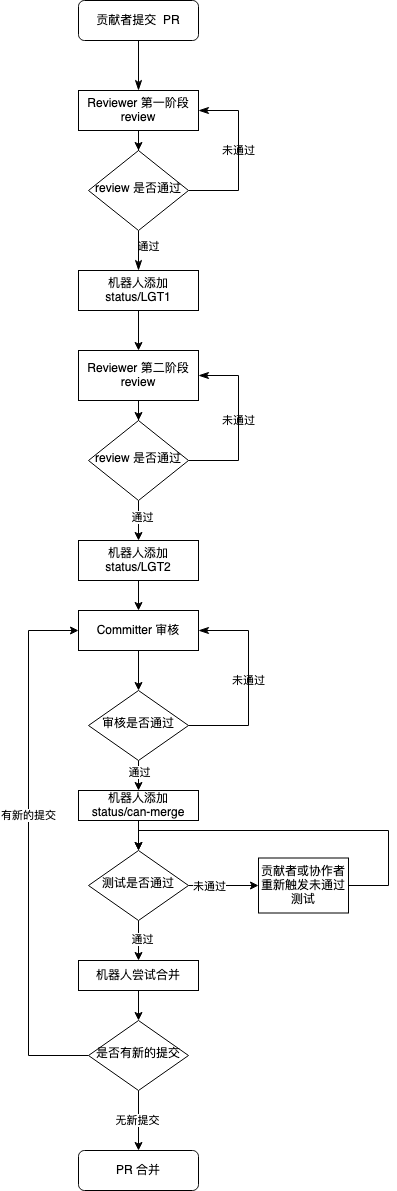 贡献者提交 PR
Reviewer 第一阶段
review
未通过
review 是否通过
通过
机器人添加
status/LGT1
Reviewer 第二阶段
review
未通过
review 是否通过
通过
机器人添加
status/LGT2
Committer 审核
未通过
审核是否通过
通过
机器人添加
status/can-merge
有新的提交
测试是否通过
未通过
贡献者或协作者
重新触发未通过
测试
通过
机器人尝试合并
是否有新的提交
无新提交
PR 合并